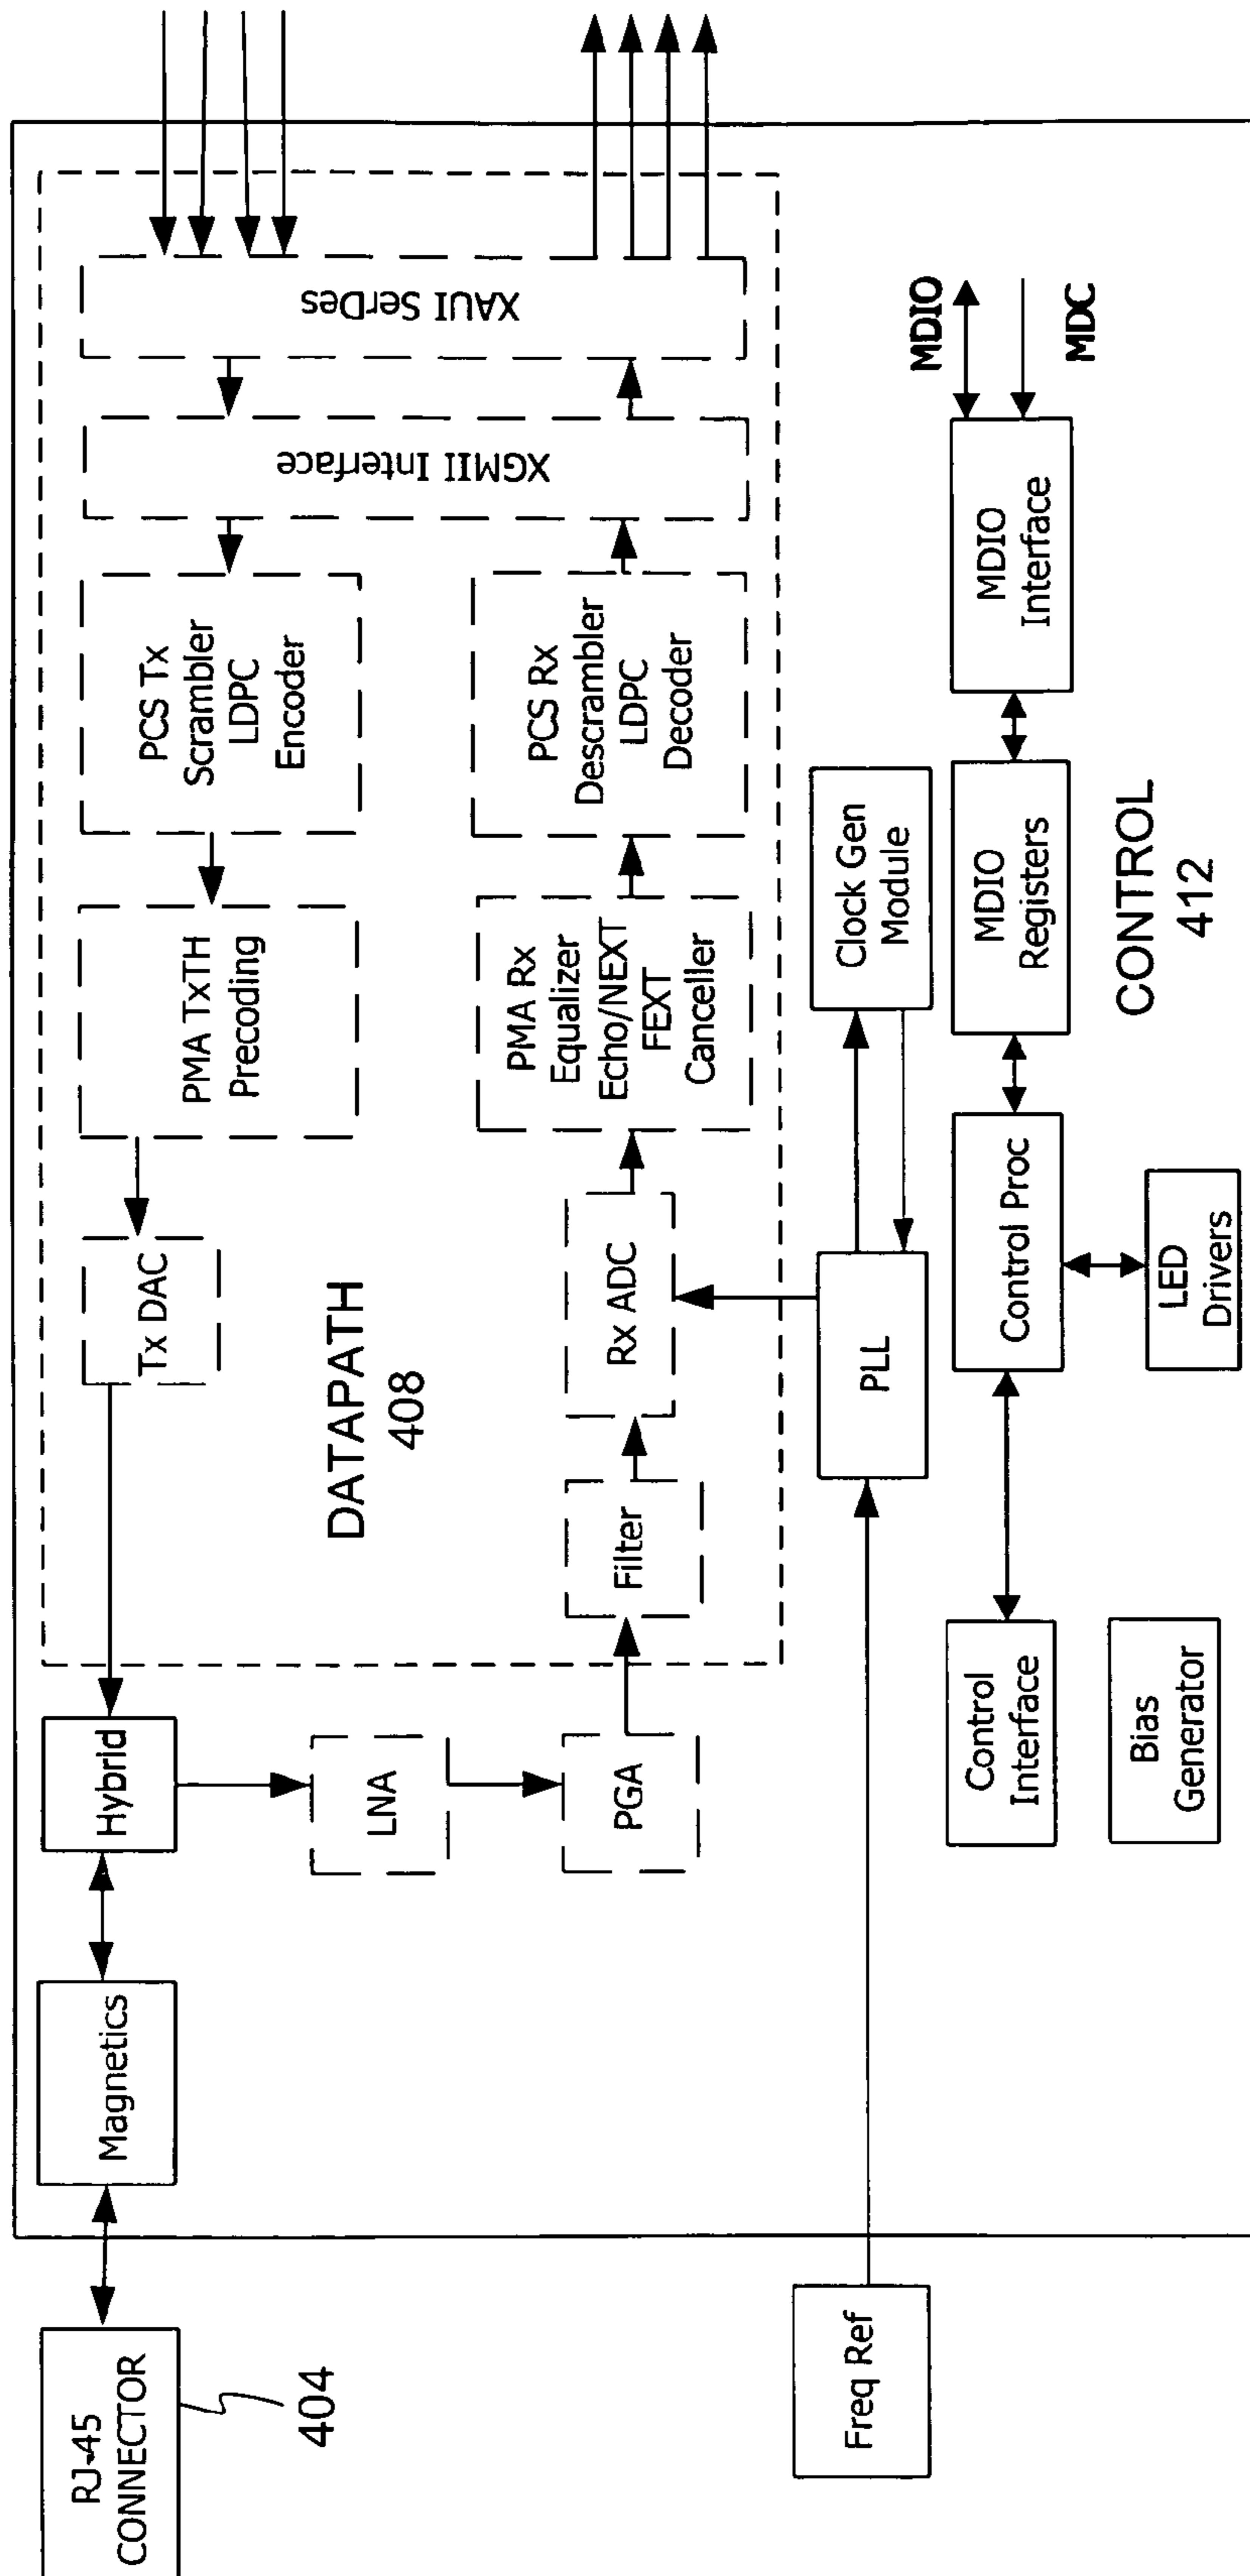 RJ-45
CONNECTOR
404
Magnetics
Hybrid
LNA
PGA
Tx DAC
PMA TxTH
Precoding
PCS Tx
Scrambler
LDPC
Encoder
XGMII Interface
XAUI SerDes
DATAPATH
408
Filter
Rx ADC
PMA Rx
Equalizer
Echo/NEXT
FEXT
Canceller
PCS Rx
Descrambler
LDPC
Decoder
Freq Ref
PLL
Clock Gen
Module
Control
Interface
Control Proc
MDIO
Registers
MDIO
Interface
MDIO
MDC
Bias
Generator
LED
Drivers
CONTROL
412